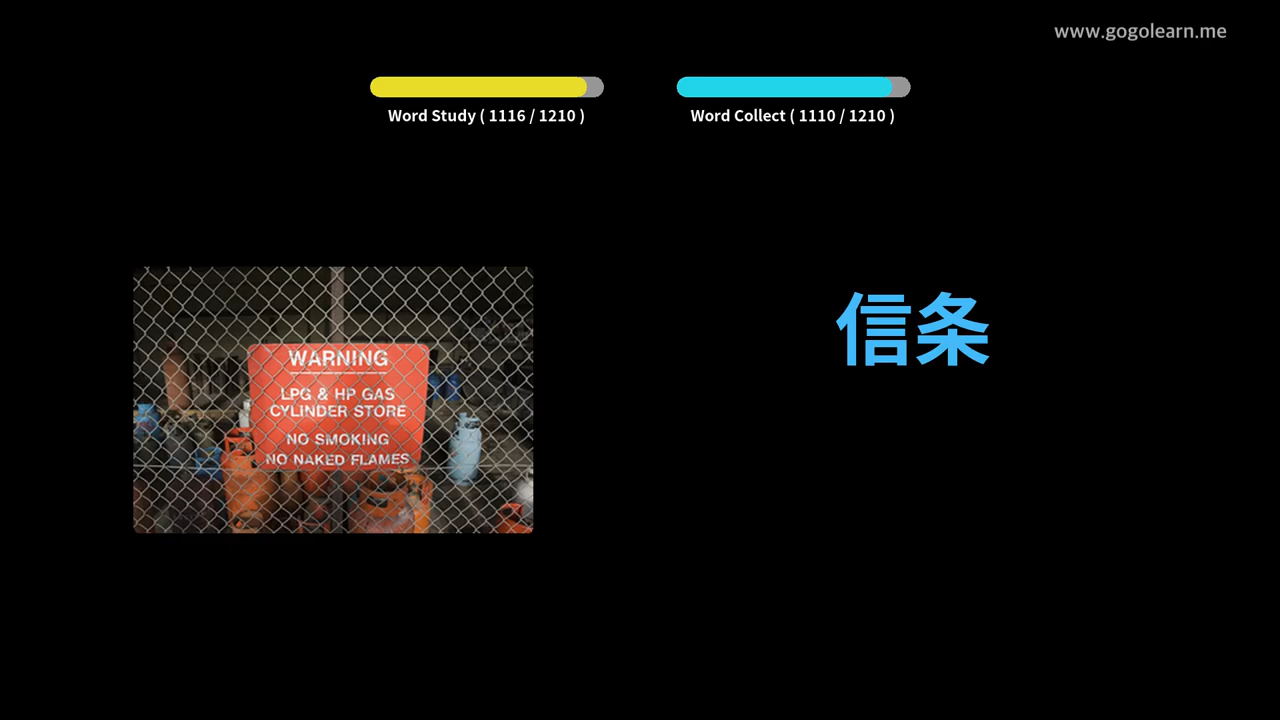 www.gogolearn.me
Word Study ( 1116 / 1210 )
Word Collect ( 1110 / 1210 )
信条
WARNING
LPG & HP GAS
CYLINDER STORE
NO SMOKING
NO NAKED FLAMES